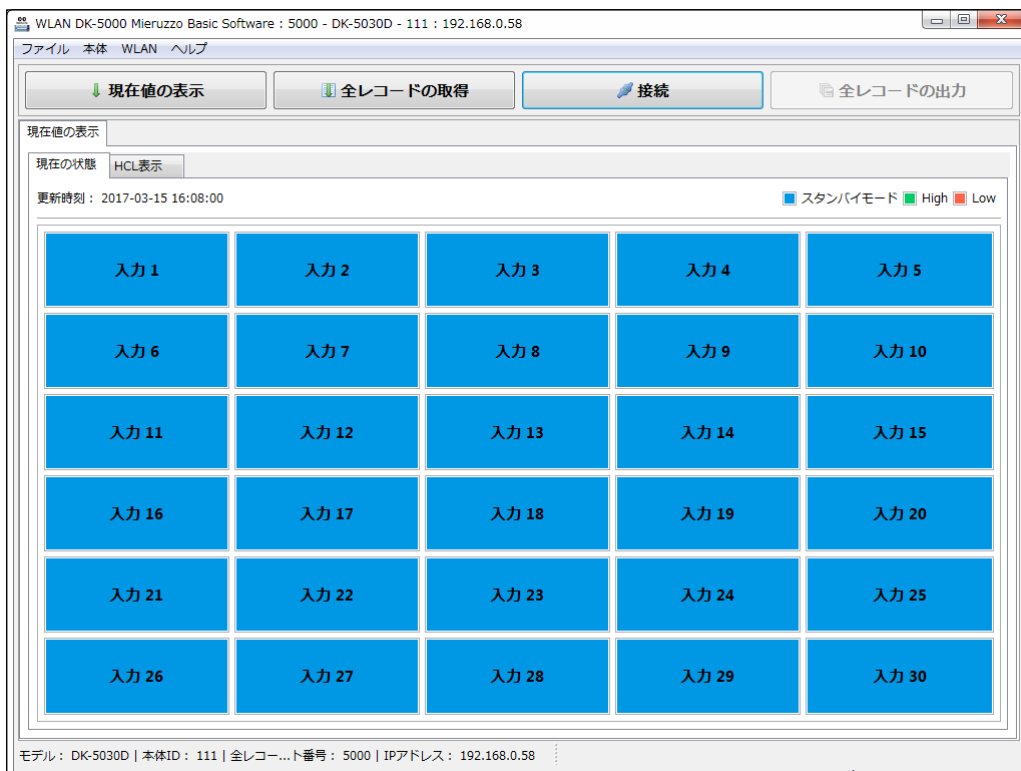 WLAN DK-5000 Mieruzzo Basic Software : 5000 - DK-5030D - 111 : 192.168.0.58
ファイル 本体 WLAN ヘルプ
現在値の表示 全レコードの取得 接続 全レコードの出力
現在値の表示
現在の状態 HCL表示
更新時刻： 2017-03-15 16:08:00 スタンバイモード High Low
入力 1 入力 2 入力 3 入力 4 入力 5
入力 6 入力 7 入力 8 入力 9 入力 10
入力 11 入力 12 入力 13 入力 14 入力 15
入力 16 入力 17 入力 18 入力 19 入力 20
入力 21 入力 22 入力 23 入力 24 入力 25
入力 26 入力 27 入力 28 入力 29 入力 30
モデル： DK-5030D | 本体ID： 111 | 全レコー...ト番号： 5000 | IPアドレス： 192.168.0.58